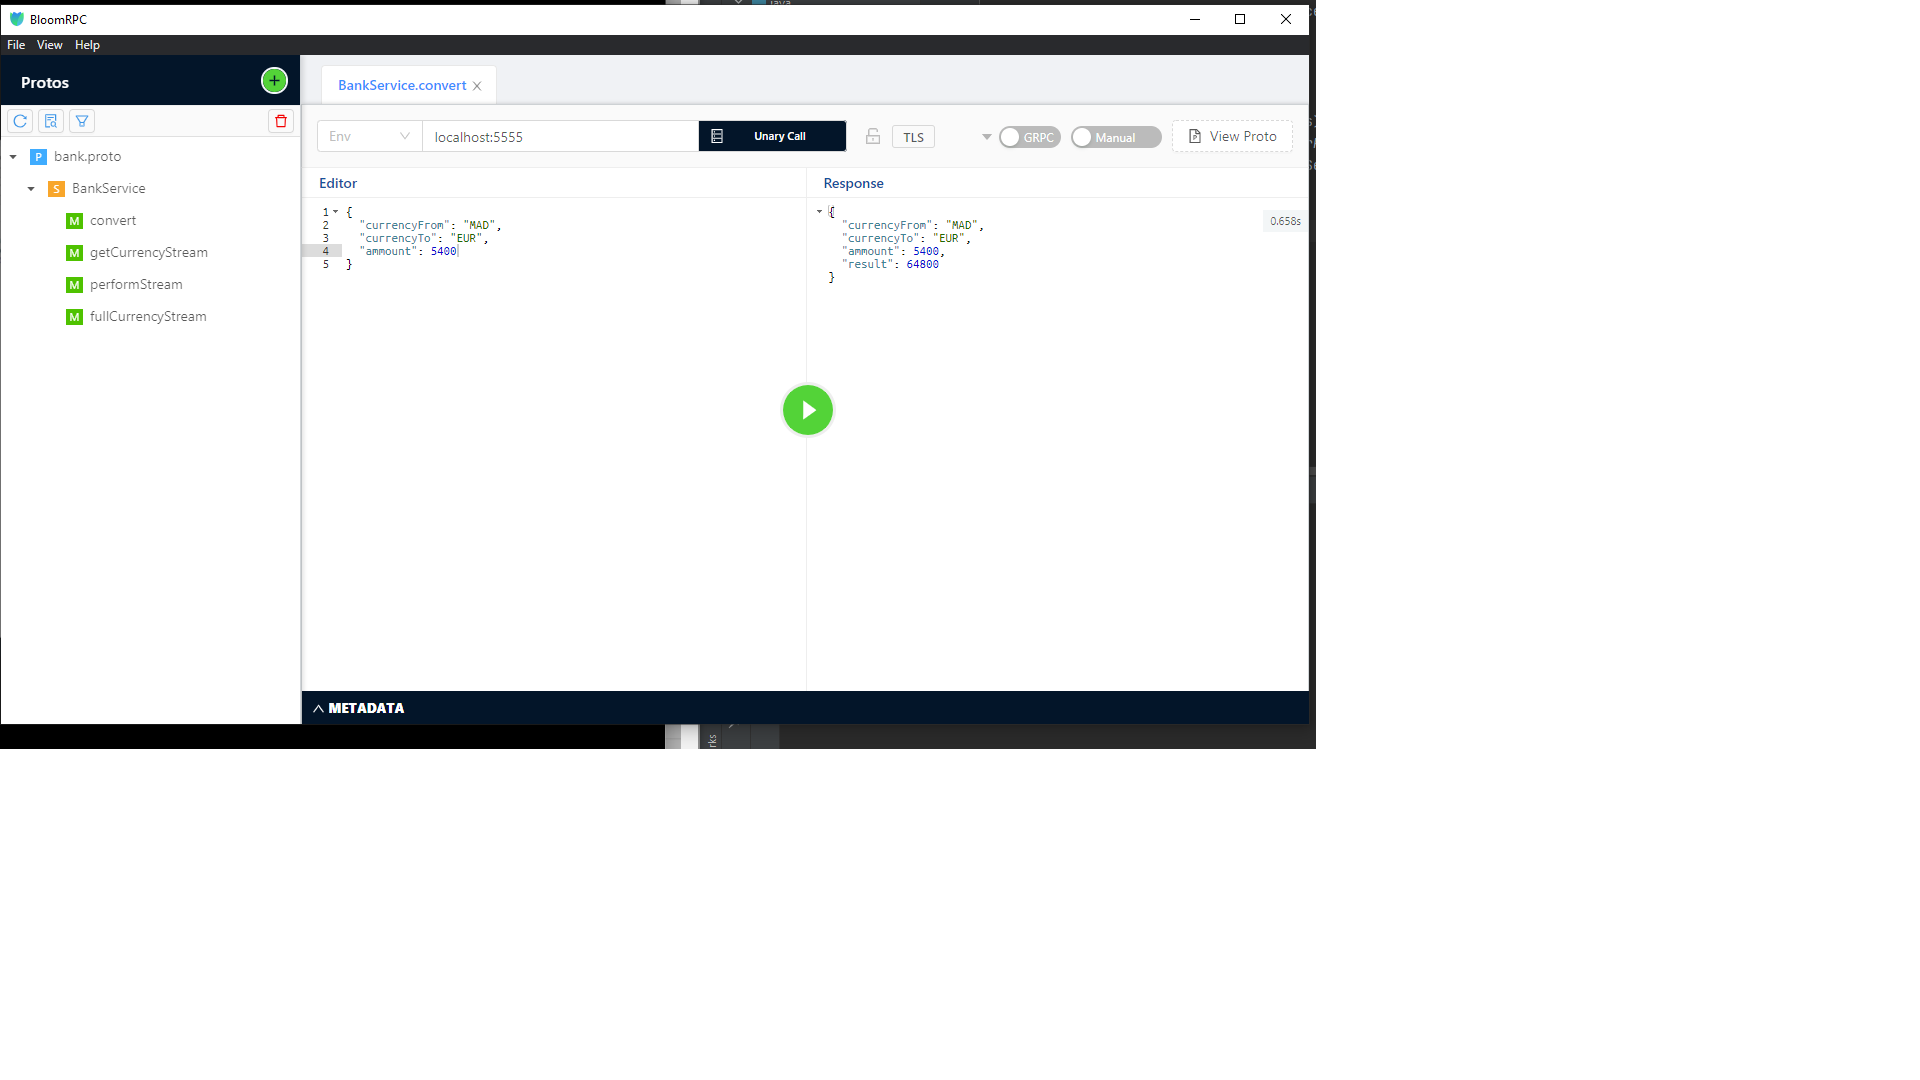 BloomRPC
File View Help
Protos
BankService.convert
Env
localhost:5555
Unary Call
TLS
GRPC
Manual
View Proto
P bank.proto
S BankService
M convert
M getCurrencyStream
M performStream
M fullCurrencyStream
Editor
1 {
2 "currencyFrom": "MAD",
3 "currencyTo": "EUR",
4 "ammount": 5400
5 }
Response
{
"currencyFrom": "MAD",
"currencyTo": "EUR",
"ammount": 5400,
"result": 64800
}
0.658s
METADATA
rks